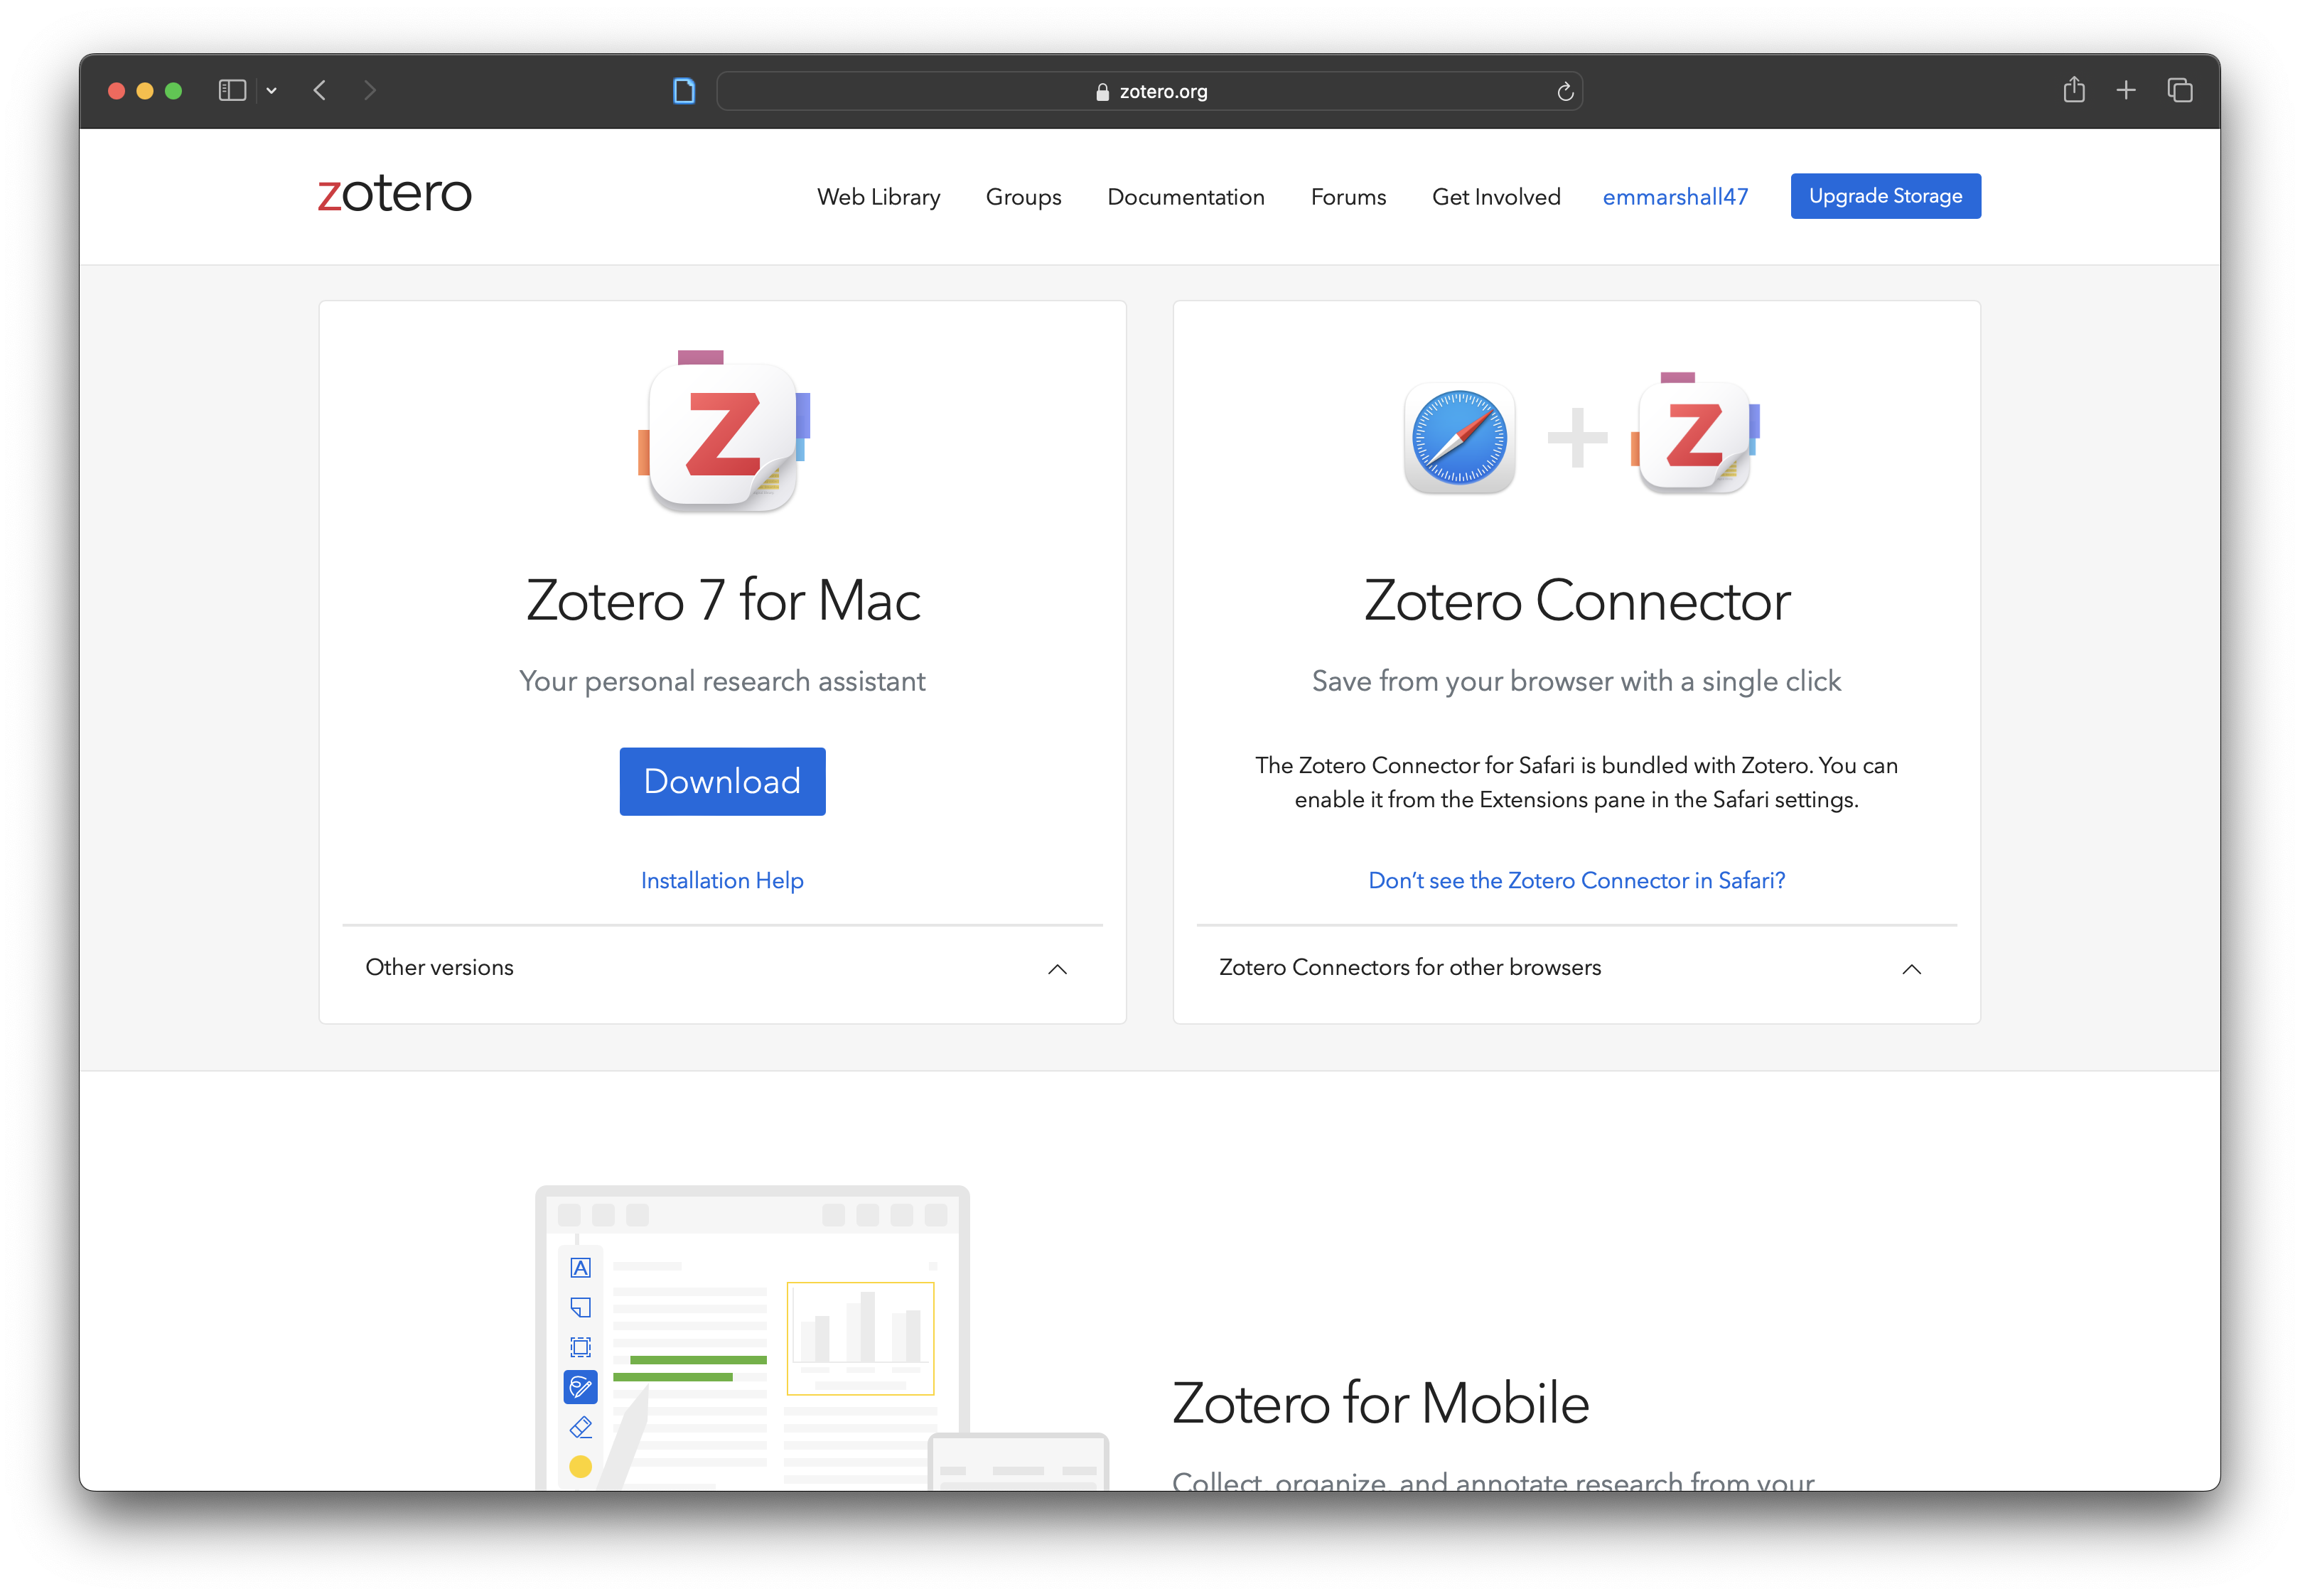 zotero.org
zotero
Web Library
Groups
Documentation
Forums
Get Involved
emmarshall47
Upgrade Storage
Zotero 7 for Mac
Your personal research assistant
Download
Installation Help
Other versions
Zotero Connector
Save from your browser with a single click
The Zotero Connector for Safari is bundled with Zotero. You can
enable it from the Extensions pane in the Safari settings.
Don’t see the Zotero Connector in Safari?
Zotero Connectors for other browsers
Zotero for Mobile
Collect, organize, and annotate research from your